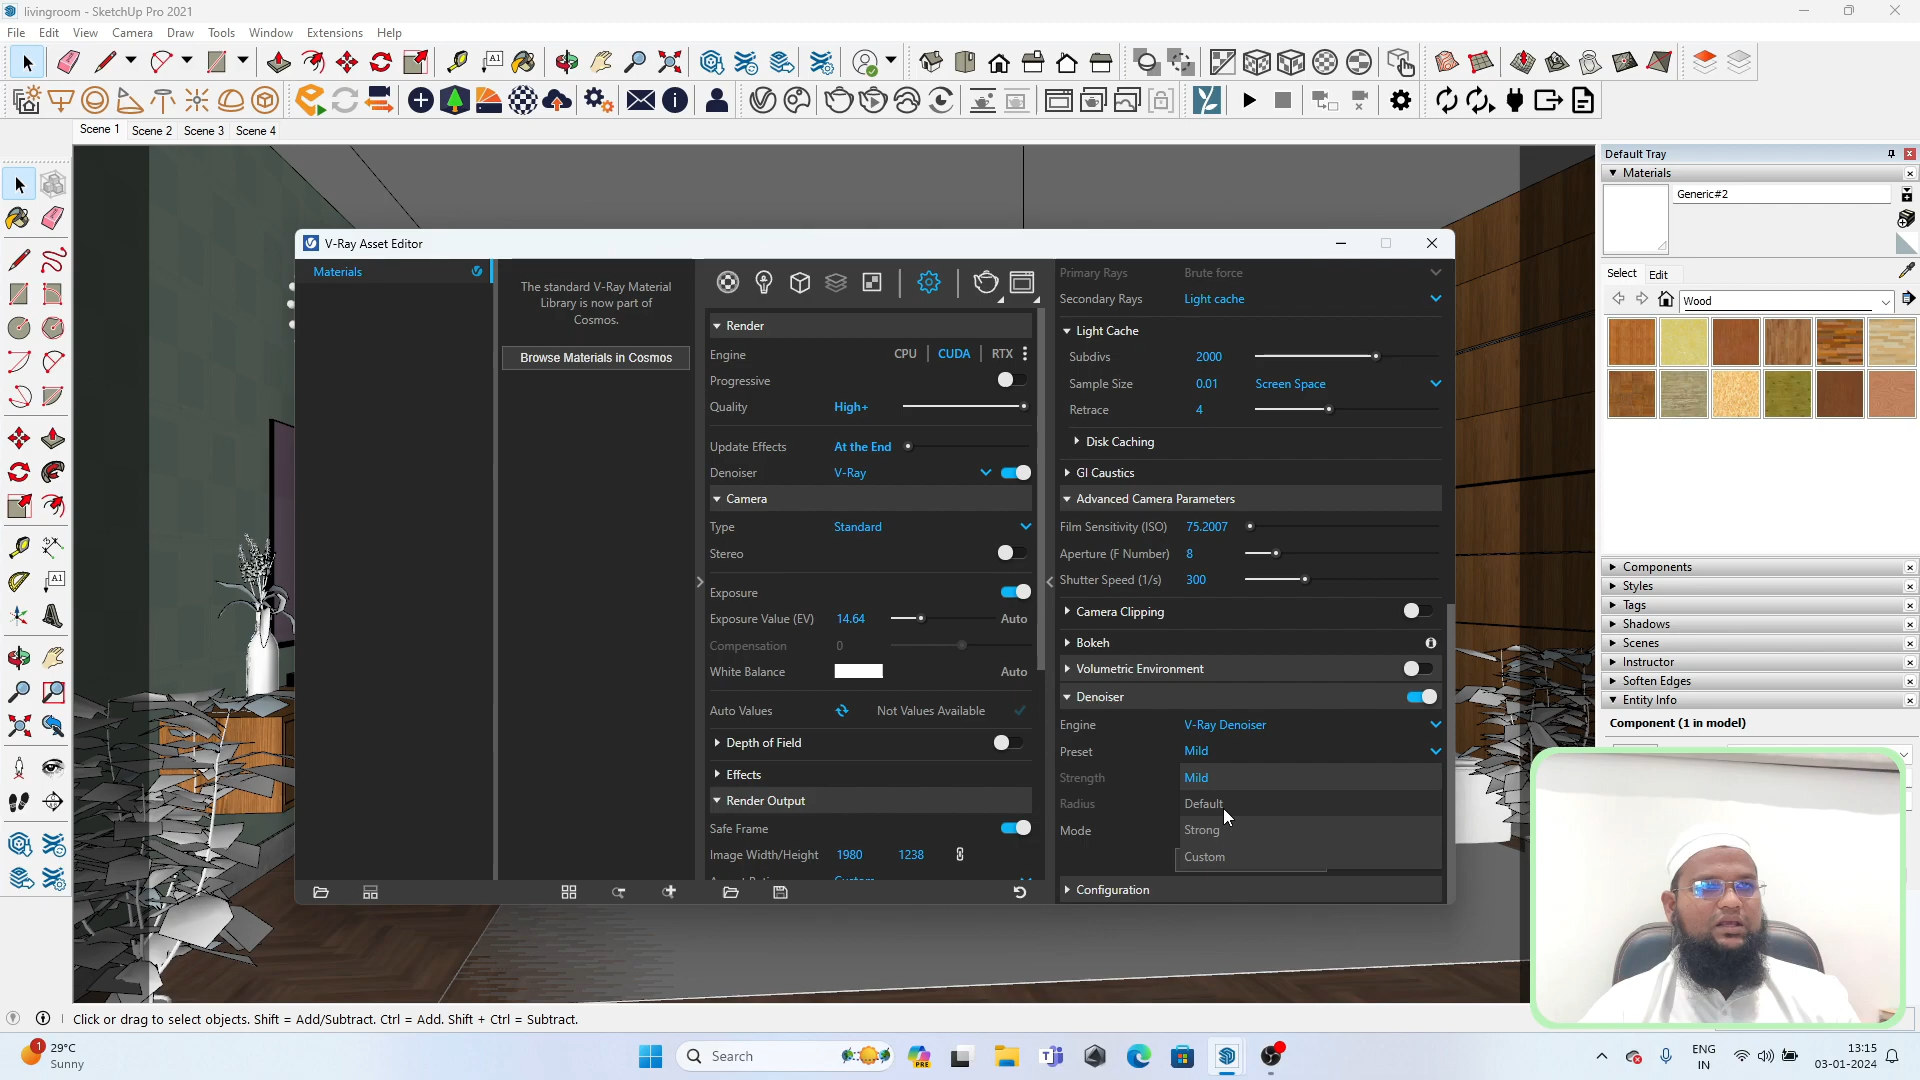 livingroom - SketchUp Pro 2021
File Edit View Camera Draw Tools Window Extensions Help
Scene 1 Scene 2 Scene 3 Scene 4
V-Ray Asset Editor
Materials
The standard V-Ray Material
Library is now part of
Cosmos.
Browse Materials in Cosmos
Render
Engine CPU CUDA RTX
Progressive
Quality High+
Update Effects At the End
Denoiser V-Ray
Camera
Type Standard
Stereo
Exposure
Exposure Value (EV) 14.64 Auto
Compensation 0
White Balance Auto
Auto Values Not Values Available
Depth of Field
Effects
Render Output
Safe Frame
Image Width/Height 1980 1238
Primary Rays Brute force
Secondary Rays Light cache
Light Cache
Subdivs 2000
Sample Size 0.01 Screen Space
Retrace 4
Disk Caching
GI Caustics
Advanced Camera Parameters
Film Sensitivity (ISO) 75.2007
Aperture (F Number) 8
Shutter Speed (1/s) 300
Camera Clipping
Bokeh
Volumetric Environment
Denoiser
Engine V-Ray Denoiser
Preset Mild
Strength Mild
Radius Default
Mode Strong
Custom
Configuration
Default Tray
Materials
Generic#2
Select Edit
Wood
Components
Styles
Tags
Shadows
Scenes
Instructor
Soften Edges
Entity Info
Component (1 in model)
Click or drag to select objects. Shift = Add/Subtract. Ctrl = Add. Shift + Ctrl = Subtract.
1 29°C
Sunny
Search
PRE
ENG
IN
13:15
03-01-2024